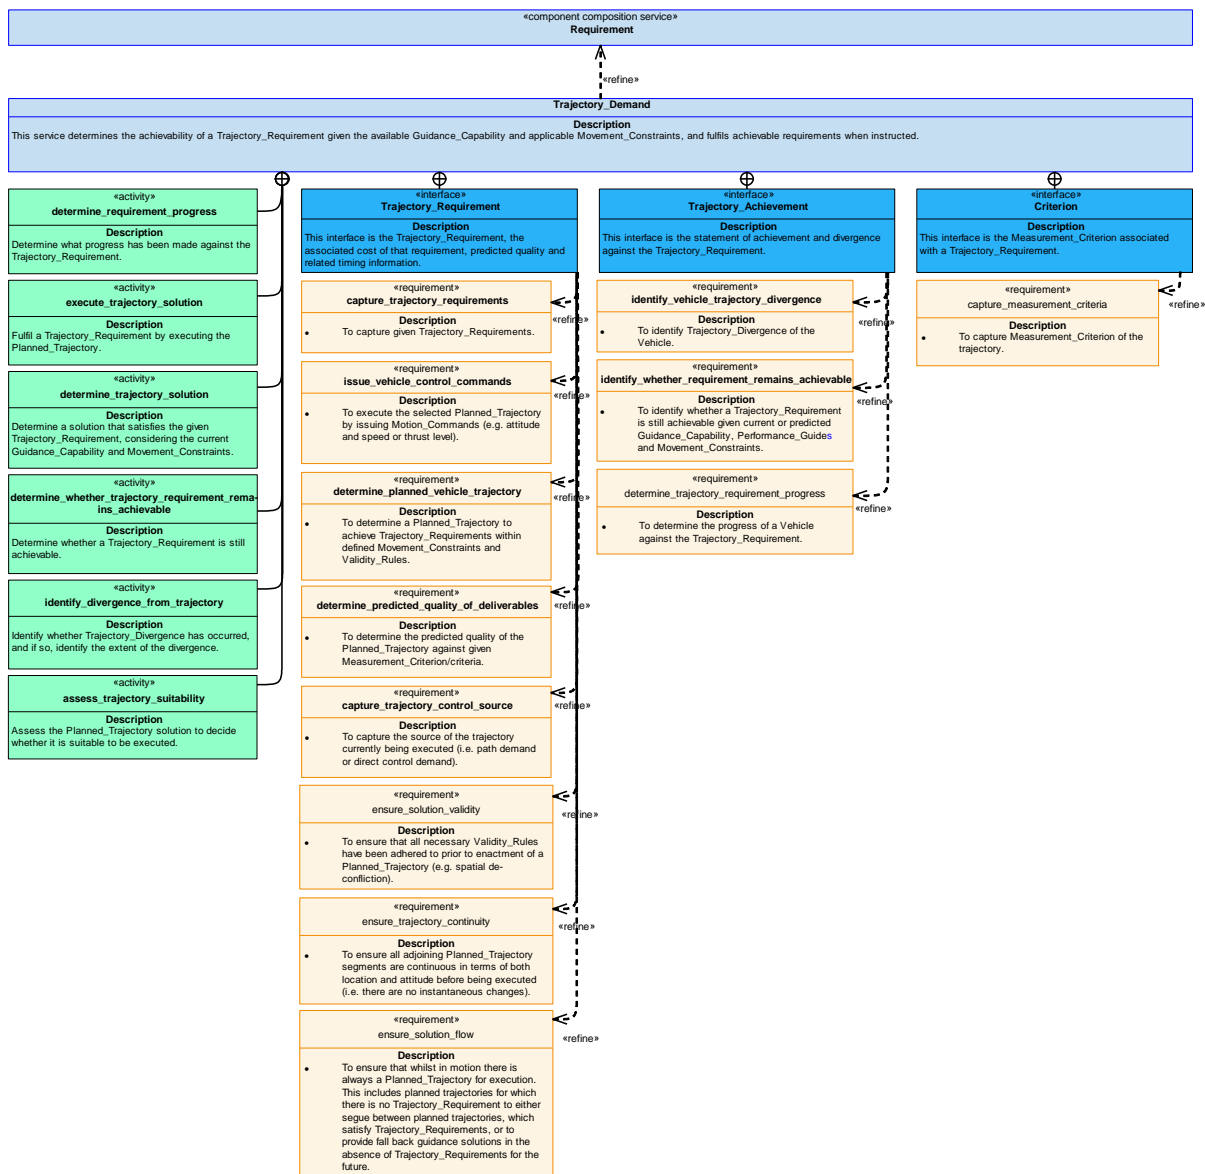 «component composition service»
Requirement
«refine»
Trajectory_Demand
Description
This service determines the achievability of a Trajectory_Requirement given the available Guidance_Capability and applicable Movement_Constraints, and fulfils achievable requirements when instructed.
«activity»
determine_requirement_progress
Description
Determine what progress has been made against the
Trajectory_Requirement.
«activity»
execute_trajectory_solution
Description
Fulfil a Trajectory_Requirement by executing the
Planned_Trajectory.
«activity»
determine_trajectory_solution
Description
Determine a solution that satisfies the given
Trajectory_Requirement, considering the current
Guidance_Capability and Movement_Constraints.
«activity»
determine_whether_trajectory_requirement_rema-
ins_achievable
Description
Determine whether a Trajectory_Requirement is still
achievable.
«activity»
identify_divergence_from_trajectory
Description
Identify whether Trajectory_Divergence has occurred,
and if so, identify the extent of the divergence.
«activity»
assess_trajectory_suitability
Description
Assess the Planned_Trajectory solution to decide
whether it is suitable to be executed.
«interface»
Trajectory_Requirement
Description
This interface is the Trajectory_Requirement, the
associated cost of that requirement, predicted quality and
related timing information.
«requirement»
capture_trajectory_requirements
Description
• To capture given Trajectory_Requirements.
«refine»
«requirement»
issue_vehicle_control_commands
Description
• To execute the selected Planned_Trajectory
by issuing Motion_Commands (e.g. attitude
and speed or thrust level).
«refine»
«requirement»
determine_planned_vehicle_trajectory
Description
• To determine a Planned_Trajectory to
achieve Trajectory_Requirements within
defined Movement_Constraints and
Validity_Rules.
«refine»
«requirement»
determine_predicted_quality_of_deliverables
Description
• To determine the predicted quality of the
Planned_Trajectory against given
Measurement_Criterion/criteria.
«refine»
«requirement»
capture_trajectory_control_source
Description
• To capture the source of the trajectory
currently being executed (i.e. path demand
or direct control demand).
«refine»
«requirement»
ensure_solution_validity
Description
• To ensure that all necessary Validity_Rules
have been adhered to prior to enactment of a
Planned_Trajectory (e.g. spatial de-
confliction).
«refine»
«requirement»
ensure_trajectory_continuity
Description
• To ensure all adjoining Planned_Trajectory
segments are continuous in terms of both
location and attitude before being executed
(i.e. there are no instantaneous changes).
«refine»
«requirement»
ensure_solution_flow
Description
• To ensure that whilst in motion there is
always a Planned_Trajectory for execution.
This includes planned trajectories for which
there is no Trajectory_Requirement to either
segue between planned trajectories, which
satisfy Trajectory_Requirements, or to
provide fall back guidance solutions in the
absence of Trajectory_Requirements for the
future.
«refine»
«interface»
Trajectory_Achievement
Description
This interface is the statement of achievement and divergence
against the Trajectory_Requirement.
«requirement»
identify_vehicle_trajectory_divergence
Description
• To identify Trajectory_Divergence of the
Vehicle.
«refine»
«requirement»
identify_whether_requirement_remains_achievable
Description
• To identify whether a Trajectory_Requirement
is still achievable given current or predicted
Guidance_Capability, Performance_Guides
and Movement_Constraints.
«refine»
«requirement»
determine_trajectory_requirement_progress
Description
• To determine the progress of a Vehicle
against the Trajectory_Requirement.
«refine»
«interface»
Criterion
Description
This interface is the Measurement_Criterion associated
with a Trajectory_Requirement.
«requirement»
capture_measurement_criteria
Description
• To capture Measurement_Criterion of the
trajectory.
«refine»